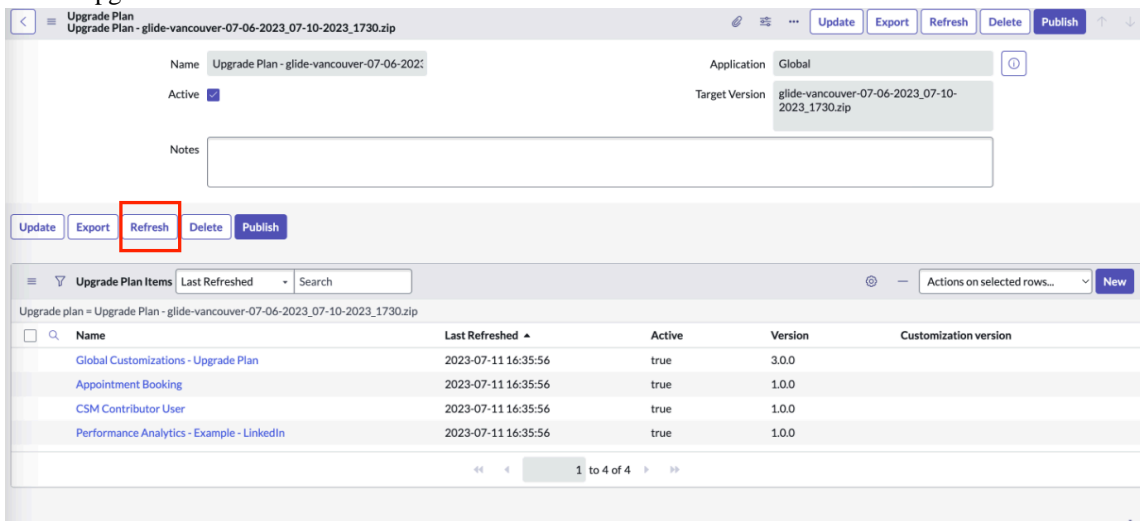 Upgrade Plan
Upgrade Plan - glide-vancouver-07-06-2023_07-10-2023_1730.zip
Update Export Refresh Delete Publish
Name Upgrade Plan - glide-vancouver-07-06-202 Application Global
Active Target Version glide-vancouver-07-06-2023_07-10-
2023_1730.zip
Notes
Update Export Refresh Delete Publish
Upgrade Plan Items Last Refreshed Search Actions on selected rows... New
Upgrade plan = Upgrade Plan - glide-vancouver-07-06-2023_07-10-2023_1730.zip
Name Last Refreshed Active Version Customization version
Global Customizations - Upgrade Plan 2023-07-11 16:35:56 true 3.0.0
Appointment Booking 2023-07-11 16:35:56 true 1.0.0
CSM Contributor User 2023-07-11 16:35:56 true 1.0.0
Performance Analytics - Example - LinkedIn 2023-07-11 16:35:56 true 1.0.0
1 to 4 of 4